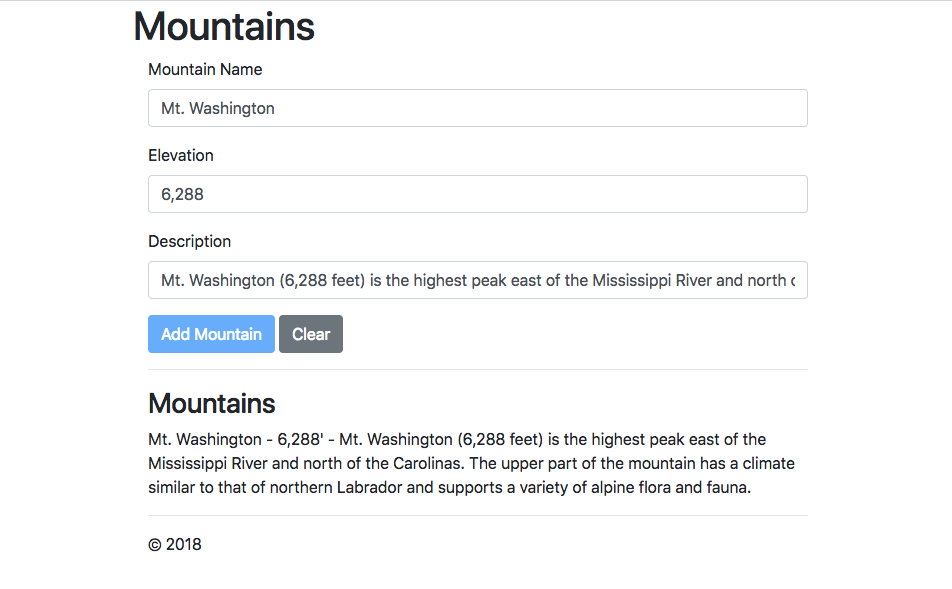 Mountains
Mountain Name
Mt. Washington
Elevation
6,288
Description
Mt. Washington (6,288 feet) is the highest peak east of the Mississippi River and north
Add Mountain Clear
Mountains
Mt. Washington - 6,288' - Mt. Washington (6,288 feet) is the highest peak east of the
Mississippi River and north of the Carolinas. The upper part of the mountain has a climate
similar to that of northern Labrador and supports a variety of alpine flora and fauna.
© 2018